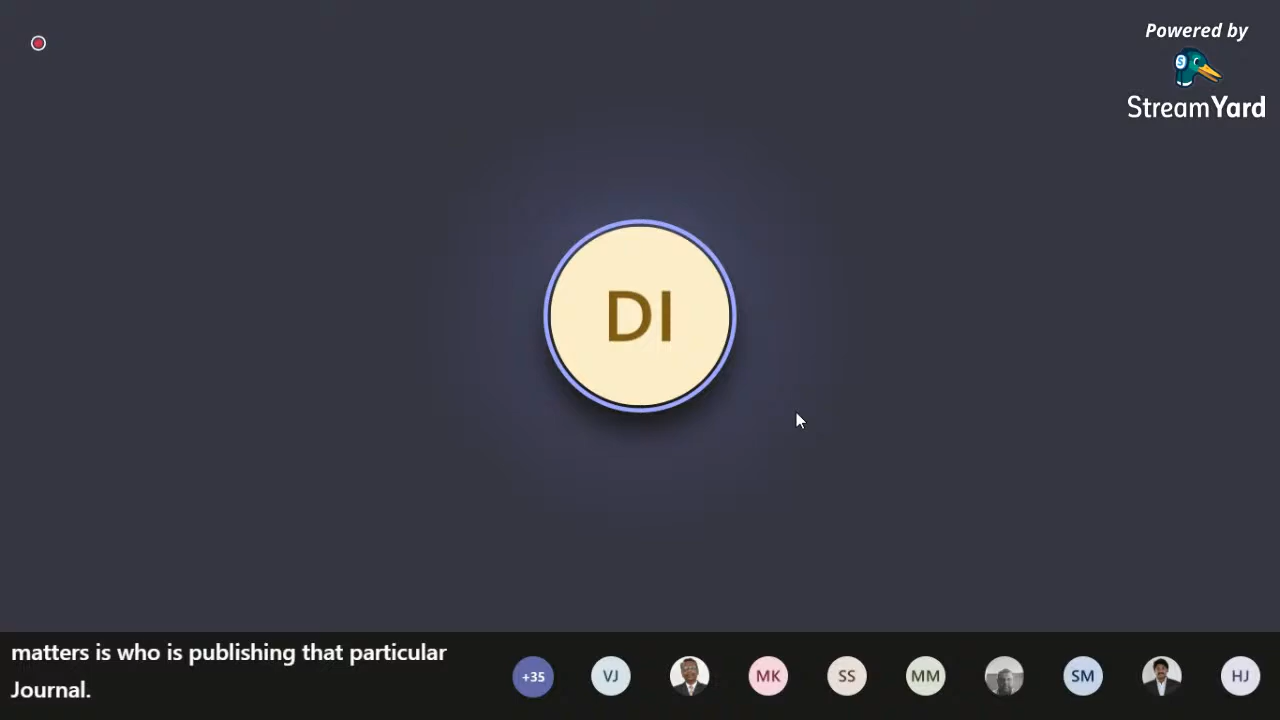 Powered by
StreamYard
DI
matters is who is publishing that particular
Journal.
+35
VJ
MK
SS
MM
SM
HJ